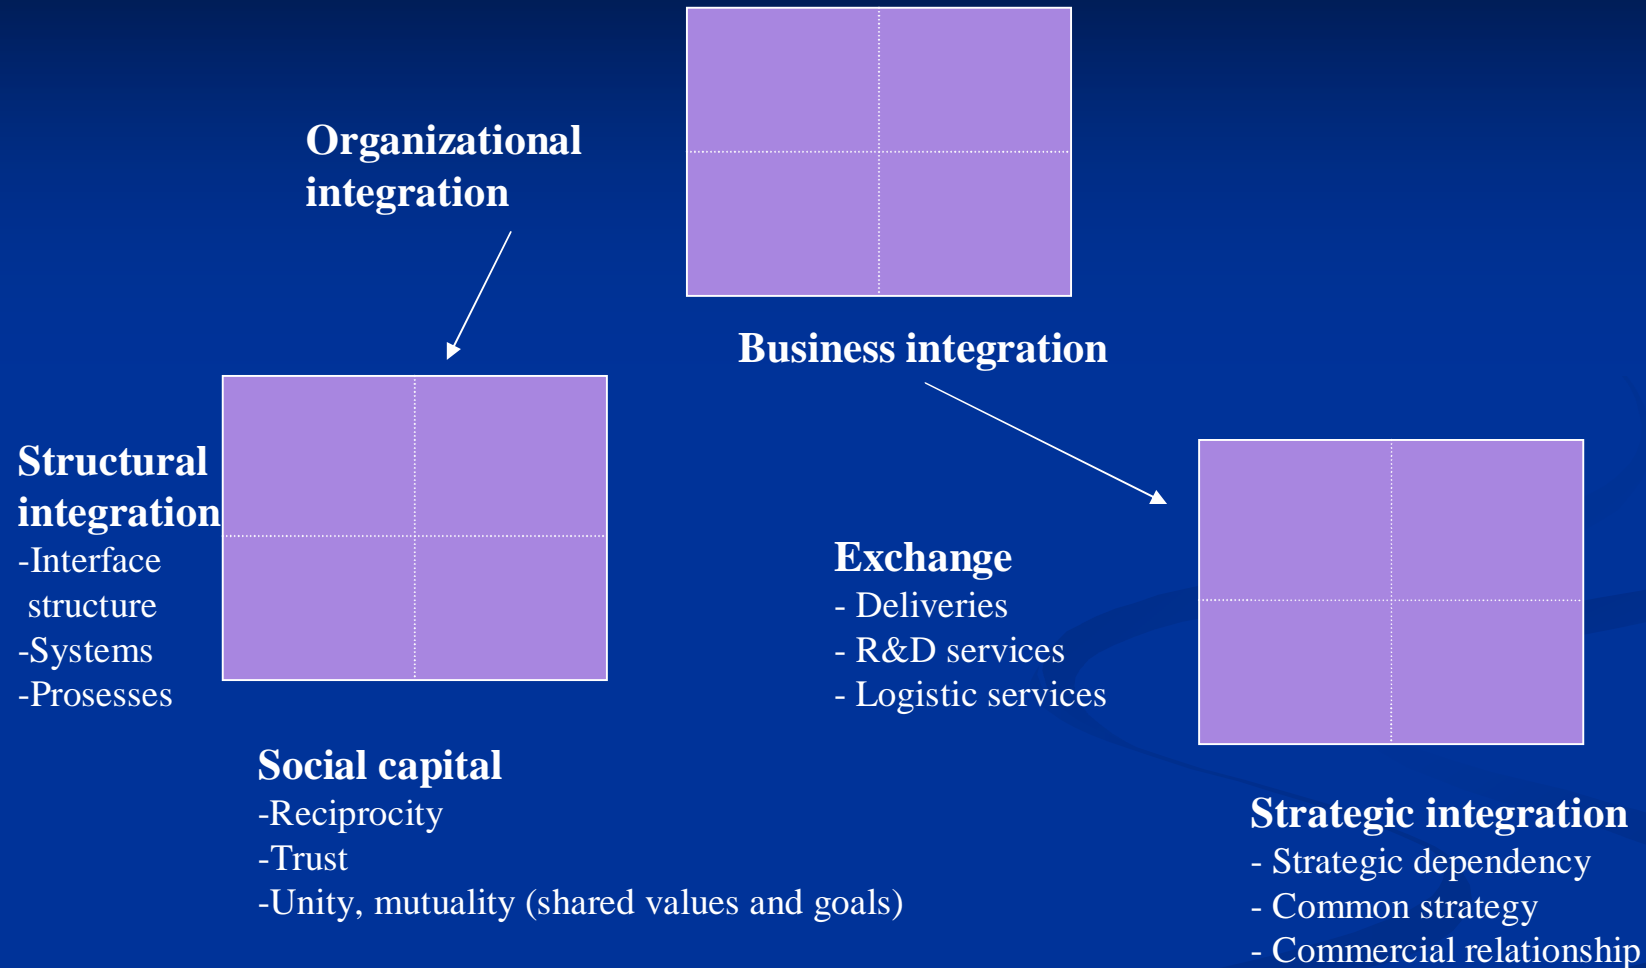 Organizational
integration
Business integration
Structural
integration
-Interface
structure
-Systems
-Prosesses
Social capital
-Reciprocity
-Trust
-Unity, mutuality (shared values and goals)
Exchange
- Deliveries
- R&D services
- Logistic services
Strategic integration
- Strategic dependency
- Common strategy
- Commercial relationship